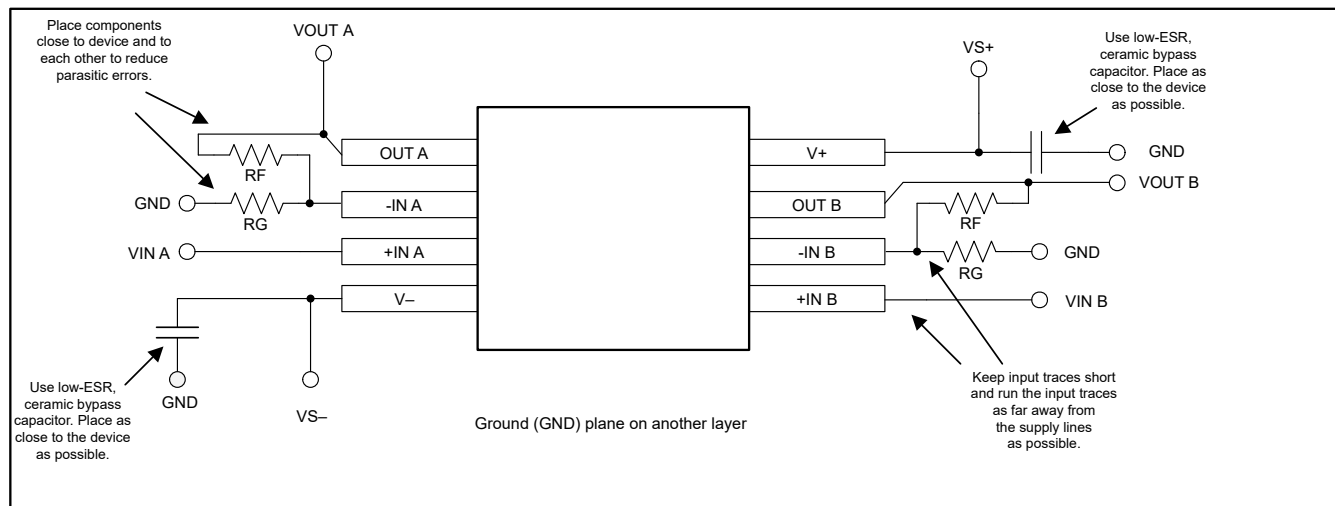 Place components
close to device and to
each other to reduce
parasitic errors.
VOUT A
VS+
Use low-ESR,
ceramic bypass
capacitor. Place as
close to the device
as possible.
OUT A
V+
GND
RF
OUT B
VOUT B
GND
-IN A
RF
RG
VIN A
+IN A
-IN B
GND
RG
V–
+IN B
VIN B
Use low-ESR,
ceramic bypass
capacitor. Place as
close to the device
as possible.
GND
VS–
Ground (GND) plane on another layer
Keep input traces short
and run the input traces
as far away from
the supply lines
as possible.